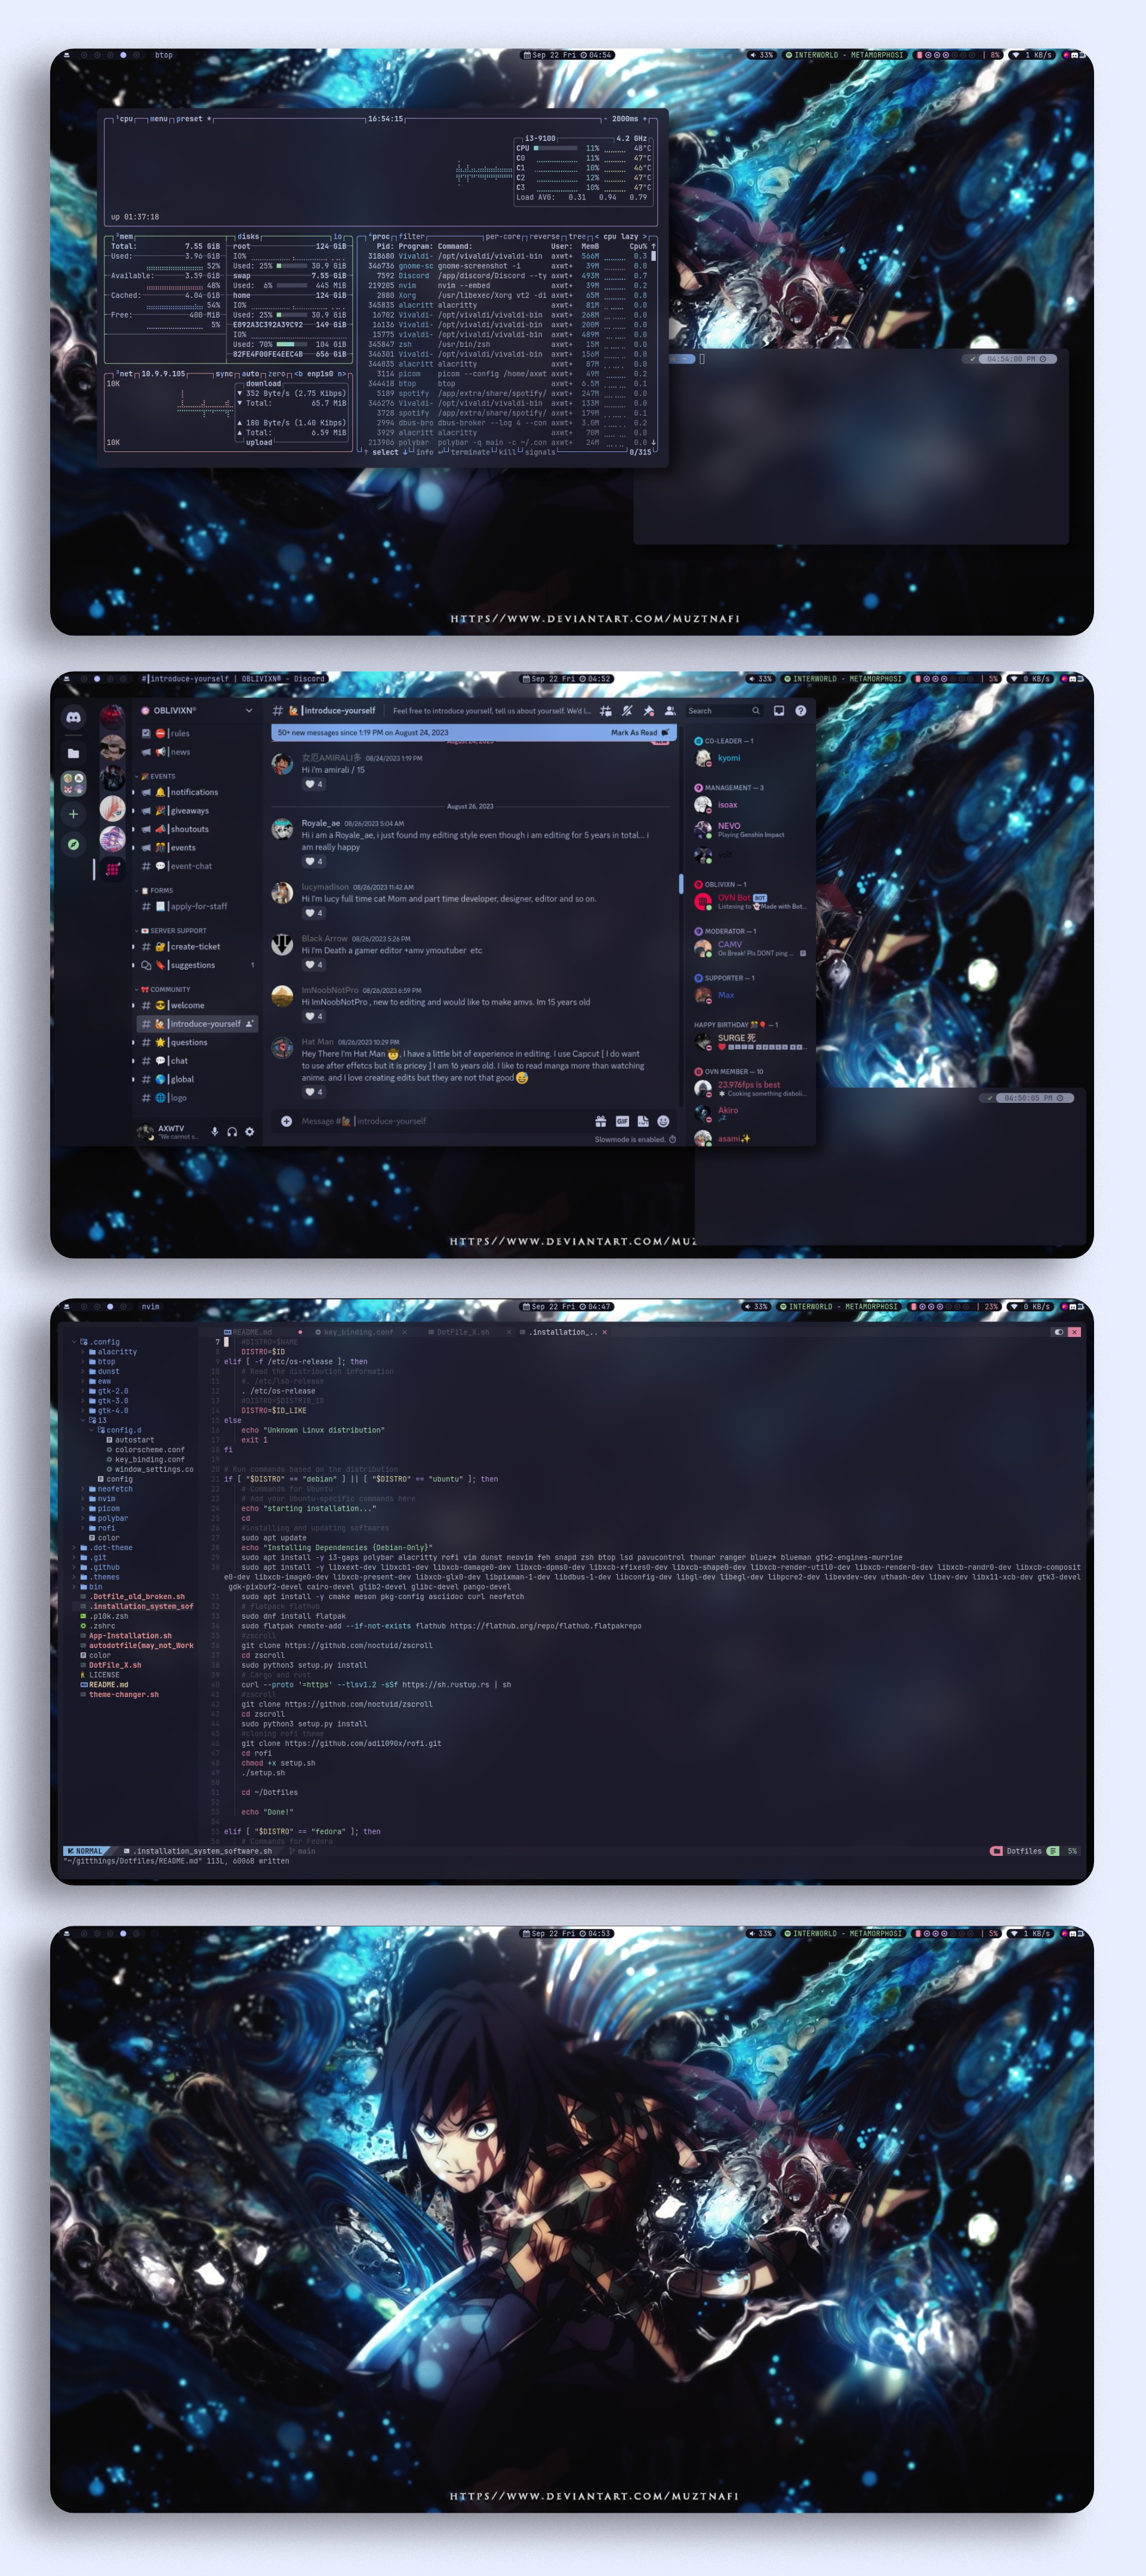 btop
Sep 22 Fri 04:54
33%
INTERWORLD - METAMORPHOSI
| 8%
1 KB/s
¹cpu menu preset *
16:54:15
- 2000ms +
i3-9100 4.2 GHz
CPU 11% 48°C
C0 11% 47°C
C1 10% 46°C
C2 12% 47°C
C3 10% 47°C
Load AVG: 0.31 0.94 0.79
up 01:37:18
²mem
Total: 7.55 GiB
Used: 3.96 GiB
52%
Available: 3.59 GiB
48%
Cached: 4.04 GiB
54%
Free: 400 MiB
5%
disks io
root 124 GiB
IO%
Used: 25% 30.9 GiB
swap 7.55 GiB
Used: 6% 445 MiB
home 124 GiB
IO%
Used: 25% 30.9 GiB
E092A3C392A39C92 149 GiB
IO%
Used: 70% 104 GiB
82FE4F00FE4EEC4B 656 GiB
³net 10.9.9.105 sync auto zero <b enp1s0 n>
10K
download
▼ 352 Byte/s (2.75 Kibps)
▼ Total: 65.7 MiB
▲ 180 Byte/s (1.40 Kibps)
▲ Total: 6.59 MiB
10K
upload
⁴proc filter per-core reverse tree < cpu lazy >
Pid: Program: Command: User: MemB Cpu% ↑
318680 Vivaldi- /opt/vivaldi/vivaldi-bin axwt+ 566M 0.3
346736 gnome-sc gnome-screenshot -i axwt+ 39M 0.0
7592 Discord /app/discord/Discord --ty axwt+ 493M 0.7
219205 nvim nvim --embed axwt+ 39M 0.2
2880 Xorg /usr/libexec/Xorg vt2 -di axwt+ 65M 0.8
345835 alacritt alacritty axwt+ 81M 0.0
16702 Vivaldi- /opt/vivaldi/vivaldi-bin axwt+ 268M 0.0
16136 Vivaldi- /opt/vivaldi/vivaldi-bin axwt+ 200M 0.0
15775 vivaldi- /opt/vivaldi/vivaldi-bin axwt+ 489M 0.0
345847 zsh /usr/bin/zsh axwt+ 15M 0.0
346301 Vivaldi- /opt/vivaldi/vivaldi-bin axwt+ 156M 0.0
344035 alacritt alacritty axwt+ 87M 0.0
3114 picom picom --config /home/axwt axwt+ 49M 0.2
344418 btop btop axwt+ 6.5M 0.1
5189 spotify /app/extra/share/spotify/ axwt+ 247M 0.0
346276 Vivaldi- /opt/vivaldi/vivaldi-bin axwt+ 133M 0.0
3728 spotify /app/extra/share/spotify/ axwt+ 179M 0.1
2994 dbus-bro dbus-broker --log 4 --con axwt+ 3.0M 0.2
3929 alacritt alacritty axwt+ 70M 0.0
213906 polybar polybar -q main -c ~/.con axwt+ 24M 0.0 ↓
↑ select ↓ info ↵ terminate kill signals 0/315
04:54:00 PM
HTTPS//WWW.DEVIANTART.COM/MUZTNAFI
#┃introduce-yourself | OBLIVIXN® - Discord
Sep 22 Fri 04:52
33%
INTERWORLD - METAMORPHOSI
| 5%
0 KB/s
OBLIVIXN®
⛔┃rules
📢┃news
🎉 EVENTS
🔔┃notifications
🎉┃giveaways
📣┃shoutouts
🎊┃events
💬┃event-chat
📋 FORMS
📃┃apply-for-staff
SERVER SUPPORT
🔐┃create-ticket
🔖┃suggestions 1
COMMUNITY
😎┃welcome
🙋┃introduce-yourself
🌟┃questions
💬┃chat
🌎┃global
🌐┃logo
AXWTV
"We cannot s...
# 🙋┃introduce-yourself
Feel free to introduce yourself, tell us about yourself. We'd l...
Search
50+ new messages since 1:19 PM on August 24, 2023
Mark As Read
August 24, 2023
NEW
女厄AMIRALI多 08/24/2023 1:19 PM
Hi i'm amirali / 15
4
August 26, 2023
Royale_ae 08/26/2023 5:04 AM
Hi i am a Royale_ae, i just found my editing style even though i am editing for 5 years in total... i
am really happy
4
lucymadison 08/26/2023 11:42 AM
Hi I'm lucy full time cat Mom and part time developer, designer, editor and so on.
4
Black Arrow 08/26/2023 5:26 PM
Hi I'm Death a gamer editor +amv ymoutuber etc
4
ImNoobNotPro 08/26/2023 6:59 PM
Hi ImNoobNotPro , new to editing and would like to make amvs. Im 15 years old
4
Hat Man 08/26/2023 10:29 PM
Hey There I'm Hat Man 🤠. I have a little bit of experience in editing. I use Capcut [ I do want
to use after effetcs but it is pricey ] I am 16 years old. I like to read manga more than watching
anime. and I love creating edits but they are not that good 😅
4
Message #🙋┃introduce-yourself
GIF
Slowmode is enabled.
CO-LEADER — 1
kyomi
MANAGEMENT — 3
isoax
NEVO
Playing Genshin Impact
OBLIVIXN — 1
OVN Bot BOT
Listening to 👻Made with Bot...
MODERATOR — 1
CAMV
On Break! Pls DONT ping ...
SUPPORTER — 1
Max
HAPPY BIRTHDAY 🎊🎈 — 1
SURGE 死
OVN MEMBER — 10
23.976fps is best
Cooking something diaboli...
Akiro
asami✨
04:50:05 PM
HTTPS//WWW.DEVIANTART.COM/MUZ
nvim
Sep 22 Fri 04:47
33%
INTERWORLD - METAMORPHOSI
| 23%
0 KB/s
README.md
key_binding.conf
DotFile_X.sh
.installation_..
.config
alacritty
btop
dunst
eww
gtk-2.0
gtk-3.0
gtk-4.0
i3
config.d
autostart
colorscheme.conf
key_binding.conf
window_settings.co
config
neofetch
nvim
picom
polybar
rofi
color
.dot-theme
.git
.github
.themes
bin
.Dotfile_old_broken.sh
.installation_system_sof
.p10k.zsh
.zshrc
App-Installation.sh
autodotfile(may_not_Work
color
DotFile_X.sh
LICENSE
README.md
theme-changer.sh
7 #DISTRO=$NAME
8 DISTRO=$ID
9 elif [ -f /etc/os-release ]; then
10 # Read the distribution information
11 #. /etc/lsb-release
12 . /etc/os-release
13 #DISTRO=$DISTRIB_ID
14 DISTRO=$ID_LIKE
15 else
16 echo "Unknown Linux distribution"
17 exit 1
18 fi
19
20 # Run commands based on the distribution
21 if [ "$DISTRO" == "debian" ] || [ "$DISTRO" == "ubuntu" ]; then
22 # Commands for Ubuntu
23 # Add your Ubuntu-specific commands here
24 echo "starting installation..."
25 cd
26 #installing and updating softwares
27 sudo apt update
28 echo "Installing Dependencies {Debian-Only}"
29 sudo apt install -y i3-gaps polybar alacritty rofi vim dunst neovim feh snapd zsh btop lsd pavucontrol thunar ranger bluez* blueman gtk2-engines-murrine
30 sudo apt install -y libxext-dev libxcb1-dev libxcb-damage0-dev libxcb-dpms0-dev libxcb-xfixes0-dev libxcb-shape0-dev libxcb-render-util0-dev libxcb-render0-dev libxcb-randr0-dev libxcb-composit
e0-dev libxcb-image0-dev libxcb-present-dev libxcb-glx0-dev libpixman-1-dev libdbus-1-dev libconfig-dev libgl-dev libegl-dev libpcre2-dev libevdev-dev uthash-dev libev-dev libx11-xcb-dev gtk3-devel
gdk-pixbuf2-devel cairo-devel glib2-devel glibc-devel pango-devel
31 sudo apt install -y cmake meson pkg-config asciidoc curl neofetch
32 # flatpack flathub
33 sudo dnf install flatpak
34 sudo flatpak remote-add --if-not-exists flathub https://flathub.org/repo/flathub.flatpakrepo
35 #zscroll
36 git clone https://github.com/noctuid/zscroll
37 cd zscroll
38 sudo python3 setup.py install
39 # Cargo and rust
40 curl --proto '=https' --tlsv1.2 -sSf https://sh.rustup.rs | sh
41 #zscroll
42 git clone https://github.com/noctuid/zscroll
43 cd zscroll
44 sudo python3 setup.py install
45 #cloning rofi theme
46 git clone https://github.com/adi1090x/rofi.git
47 cd rofi
48 chmod +x setup.sh
49 ./setup.sh
50
51 cd ~/Dotfiles
52
53 echo "Done!"
54
55 elif [ "$DISTRO" == "fedora" ]; then
56 # Commands for Fedora
NORMAL .installation_system_software.sh main
Dotfiles 5%
"~/gitthings/Dotfiles/README.md" 113L, 6006B written
Sep 22 Fri 04:53
33%
INTERWORLD - METAMORPHOSI
| 5%
1 KB/s
HTTPS//WWW.DEVIANTART.COM/MUZTNAFI